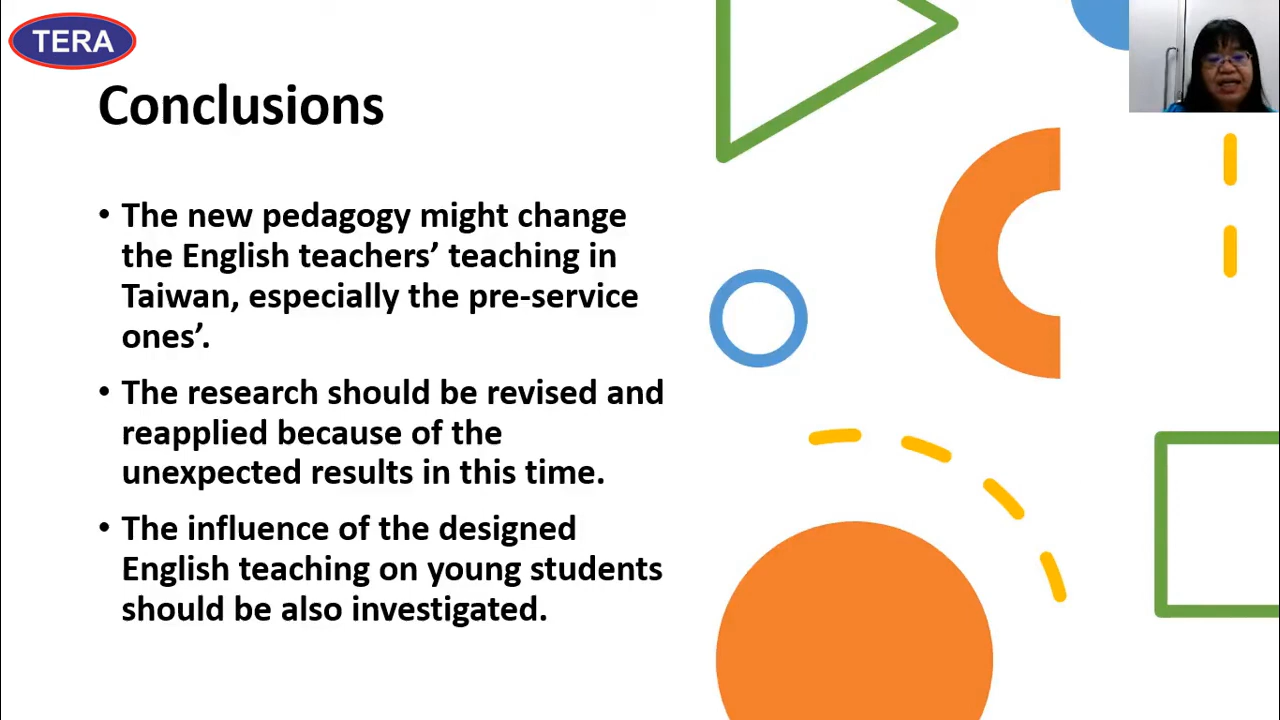 TERA
Conclusions
• The new pedagogy might change
the English teachers’ teaching in
Taiwan, especially the pre-service
ones’.
• The research should be revised and
reapplied because of the
unexpected results in this time.
• The influence of the designed
English teaching on young students
should be also investigated.